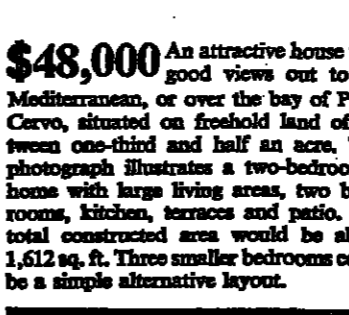 $48,000 An attractive house
good views out to
Mediterranean, or over the bay of P
Cervo, situated on freehold land of
tween one-third and half an acre.
photograph illustrates a two-bedroo
home with large living areas, two b
rooms, kitchen, terraces and patio.
total constructed area would be a
1,612 sq. ft. Three smaller bedrooms c
be a simple alternative layout.